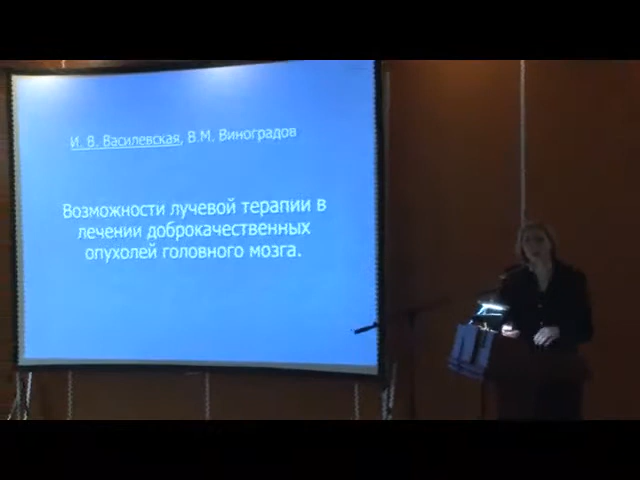 И. В. Василевская, В.М. Виноградов
Возможности лучевой терапии в
лечении доброкачественных
опухолей головного мозга.